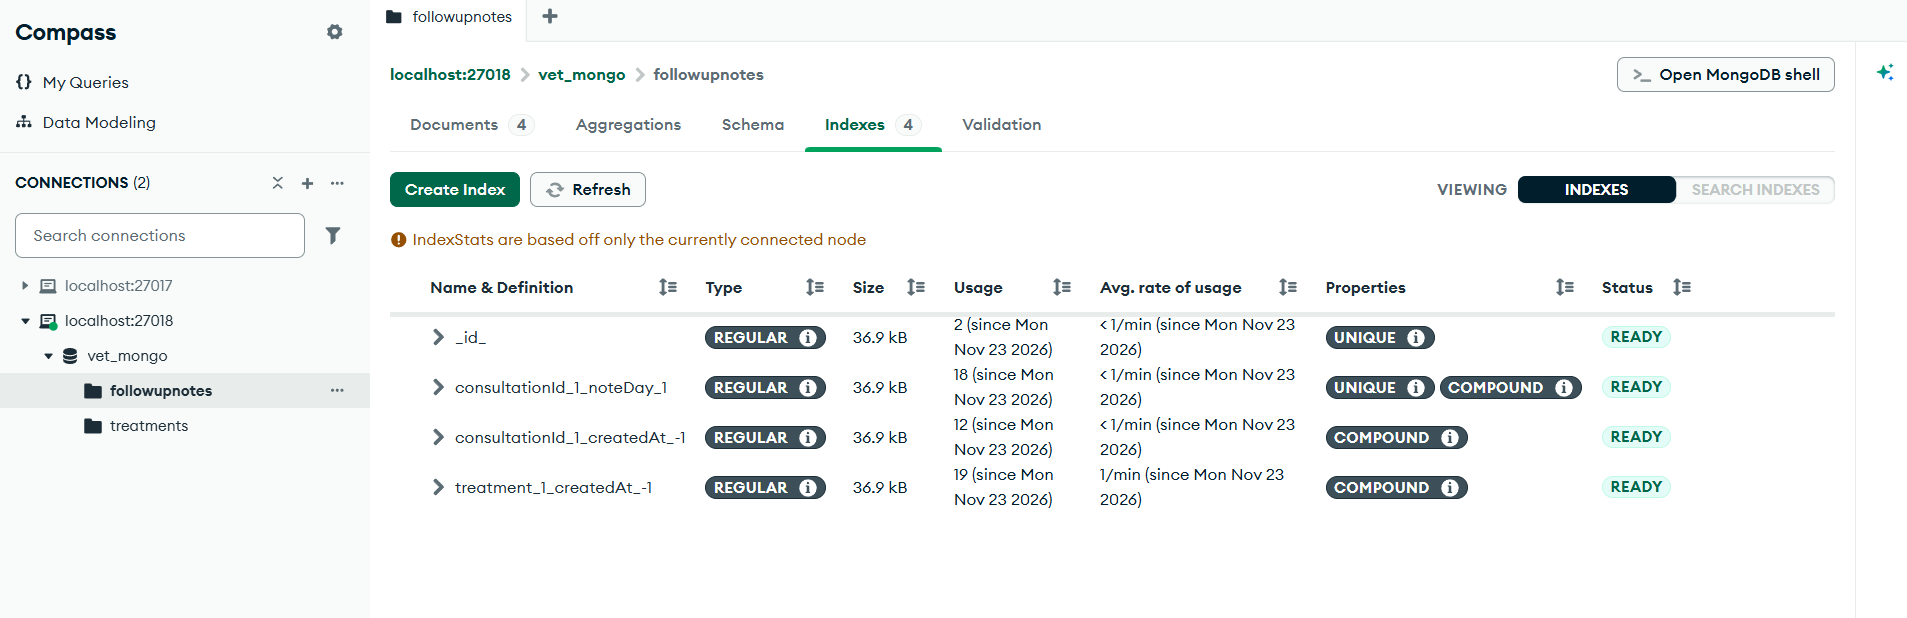 Compass
My Queries
Data Modeling
CONNECTIONS (2)
Search connections
localhost:27017
localhost:27018
vet_mongo
followupnotes
treatments
followupnotes
localhost:27018 > vet_mongo > followupnotes
>_ Open MongoDB shell
Documents 4 Aggregations Schema Indexes 4 Validation
Create Index Refresh
VIEWING INDEXES SEARCH INDEXES
IndexStats are based off only the currently connected node
Name & Definition Type Size Usage Avg. rate of usage Properties Status
_id_ REGULAR 36.9 kB 2 (since Mon Nov 23 2026) < 1/min (since Mon Nov 23 2026) UNIQUE READY
consultationId_1_noteDay_1 REGULAR 36.9 kB 18 (since Mon Nov 23 2026) < 1/min (since Mon Nov 23 2026) UNIQUE COMPOUND READY
consultationId_1_createdAt_-1 REGULAR 36.9 kB 12 (since Mon Nov 23 2026) < 1/min (since Mon Nov 23 2026) COMPOUND READY
treatment_1_createdAt_-1 REGULAR 36.9 kB 19 (since Mon Nov 23 2026) 1/min (since Mon Nov 23 2026) COMPOUND READY